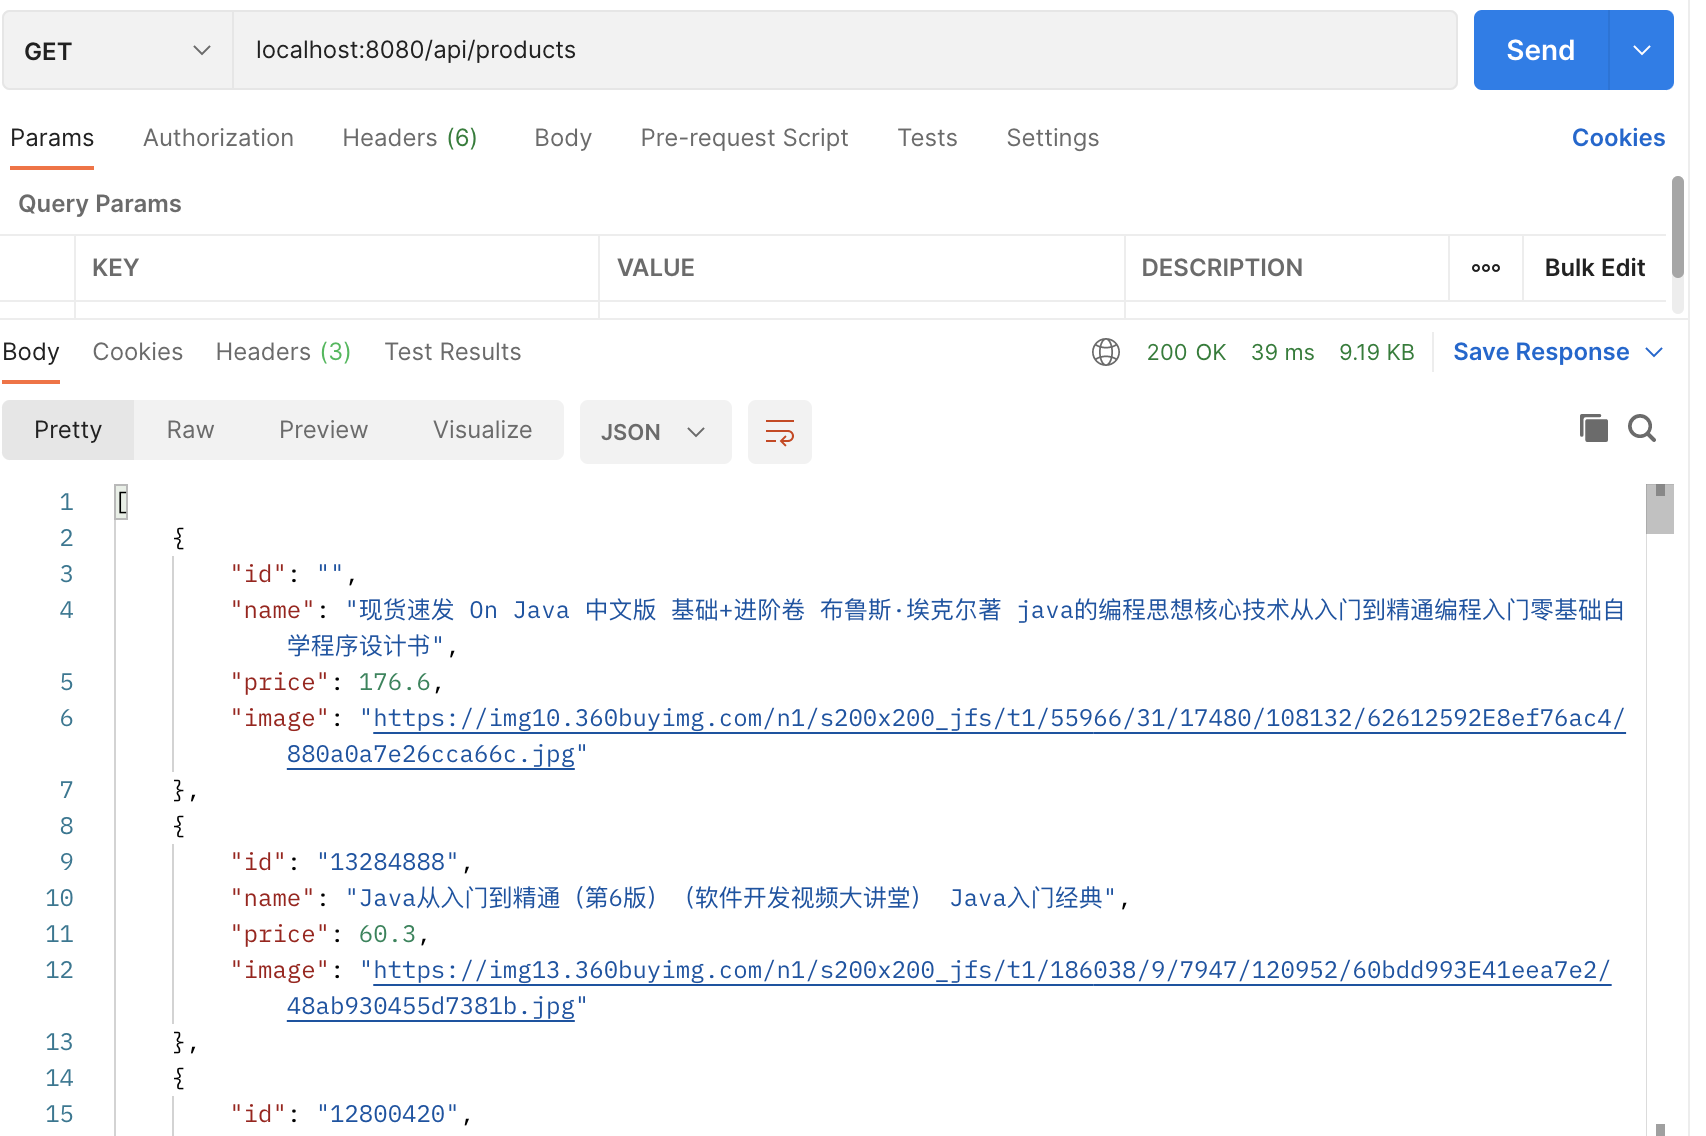 GET localhost:8080/api/products Send
Params Authorization Headers (6) Body Pre-request Script Tests Settings Cookies
Query Params
KEY VALUE DESCRIPTION ooo Bulk Edit
Body Cookies Headers (3) Test Results 200 OK 39 ms 9.19 KB Save Response
Pretty Raw Preview Visualize JSON
1 [
2 {
3 "id": "",
4 "name": "现货速发 On Java 中文版 基础+进阶卷 布鲁斯·埃克尔著 java的编程思想核心技术从入门到精通编程入门零基础自
学程序设计书",
5 "price": 176.6,
6 "image": "https://img10.360buyimg.com/n1/s200x200_jfs/t1/55966/31/17480/108132/62612592E8ef76ac4/
880a0a7e26cca66c.jpg"
7 },
8 {
9 "id": "13284888",
10 "name": "Java从入门到精通（第6版）（软件开发视频大讲堂） Java入门经典",
11 "price": 60.3,
12 "image": "https://img13.360buyimg.com/n1/s200x200_jfs/t1/186038/9/7947/120952/60bdd993E41eea7e2/
48ab930455d7381b.jpg"
13 },
14 {
15 "id": "12800420",